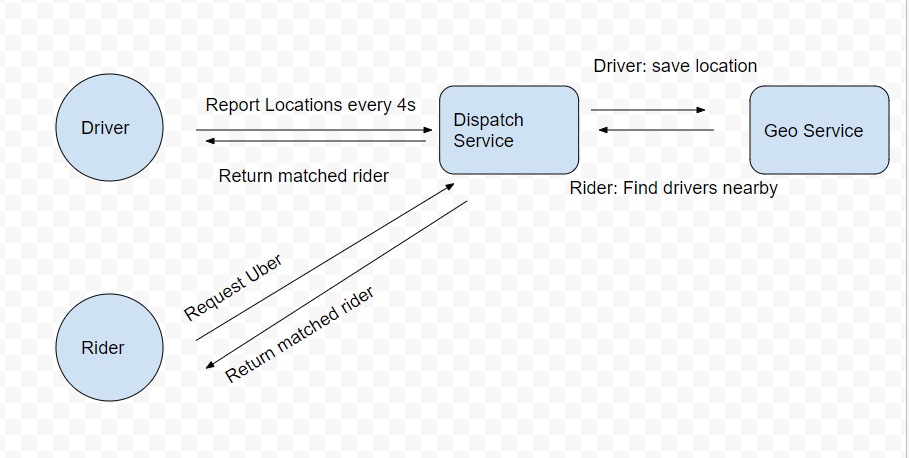 Driver: save location
Report Locations every 4s
Driver
Dispatch
Service
Geo Service
Return matched rider
Rider: Find drivers nearby
Request Uber
Return matched rider
Rider